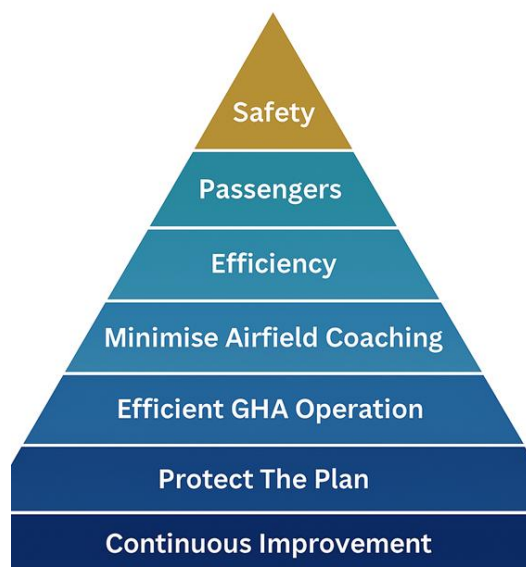 Safety
Passengers
Efficiency
Minimise Airfield Coaching
Efficient GHA Operation
Protect The Plan
Continuous Improvement